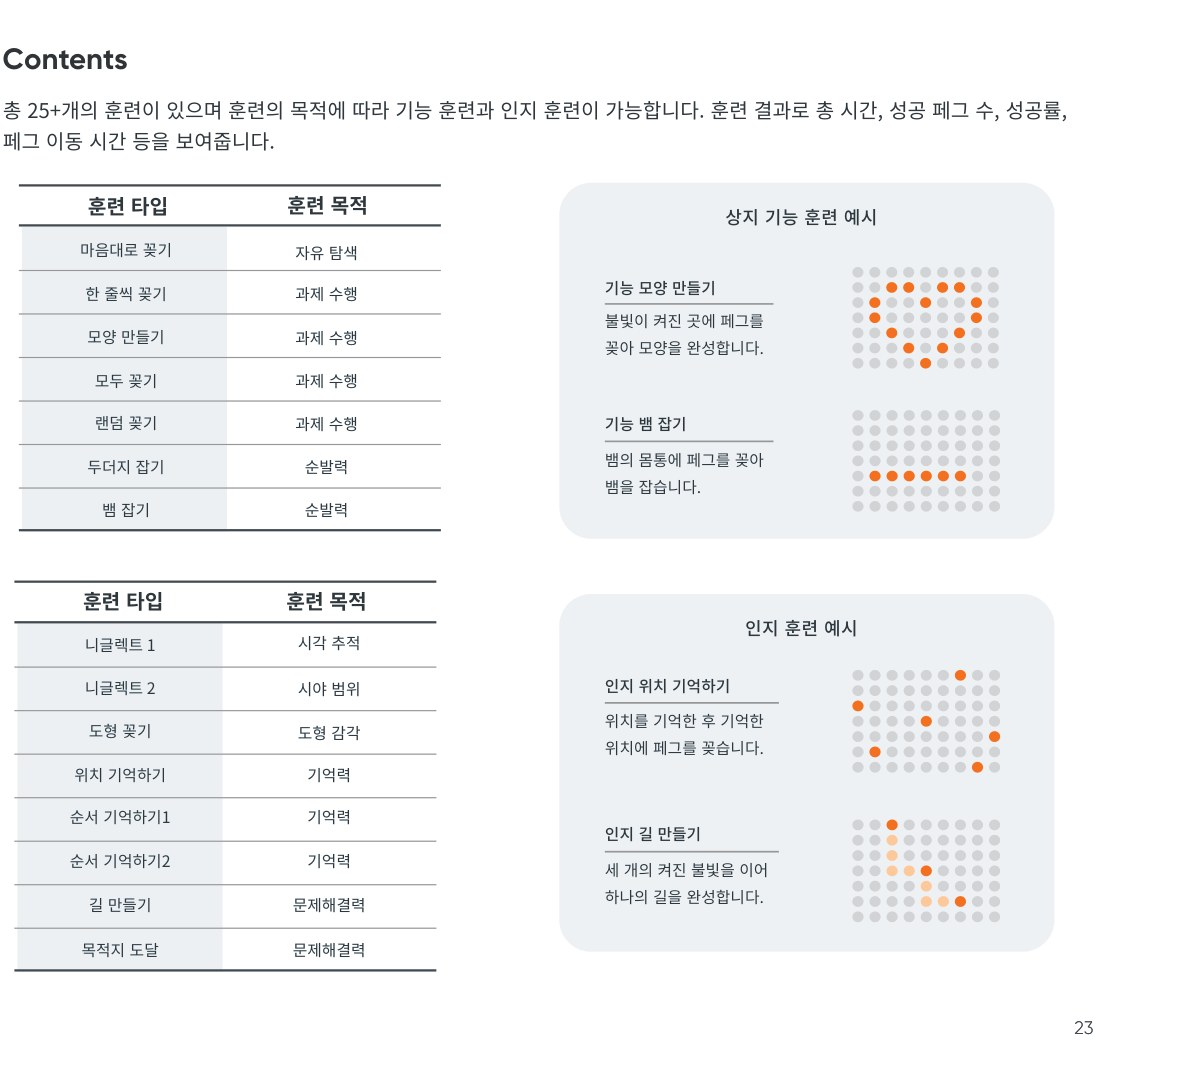 Contents
총 25+개의 훈련이 있으며 훈련의 목적에 따라 기능 훈련과 인지 훈련이 가능합니다. 훈련 결과로 총 시간, 성공 페그 수, 성공률,
페그 이동 시간 등을 보여줍니다.
훈련 타입 훈련 목적
마음대로 꽂기 자유 탐색
한 줄씩 꽂기 과제 수행
모양 만들기 과제 수행
모두 꽂기 과제 수행
랜덤 꽂기 과제 수행
두더지 잡기 순발력
뱀 잡기 순발력
상지 기능 훈련 예시
기능 모양 만들기
불빛이 켜진 곳에 페그를
꽂아 모양을 완성합니다.
기능 뱀 잡기
뱀의 몸통에 페그를 꽂아
뱀을 잡습니다.
훈련 타입 훈련 목적
니글렉트 1 시각 추적
니글렉트 2 시야 범위
도형 꽂기 도형 감각
위치 기억하기 기억력
순서 기억하기1 기억력
순서 기억하기2 기억력
길 만들기 문제해결력
목적지 도달 문제해결력
인지 훈련 예시
인지 위치 기억하기
위치를 기억한 후 기억한
위치에 페그를 꽂습니다.
인지 길 만들기
세 개의 켜진 불빛을 이어
하나의 길을 완성합니다.
23